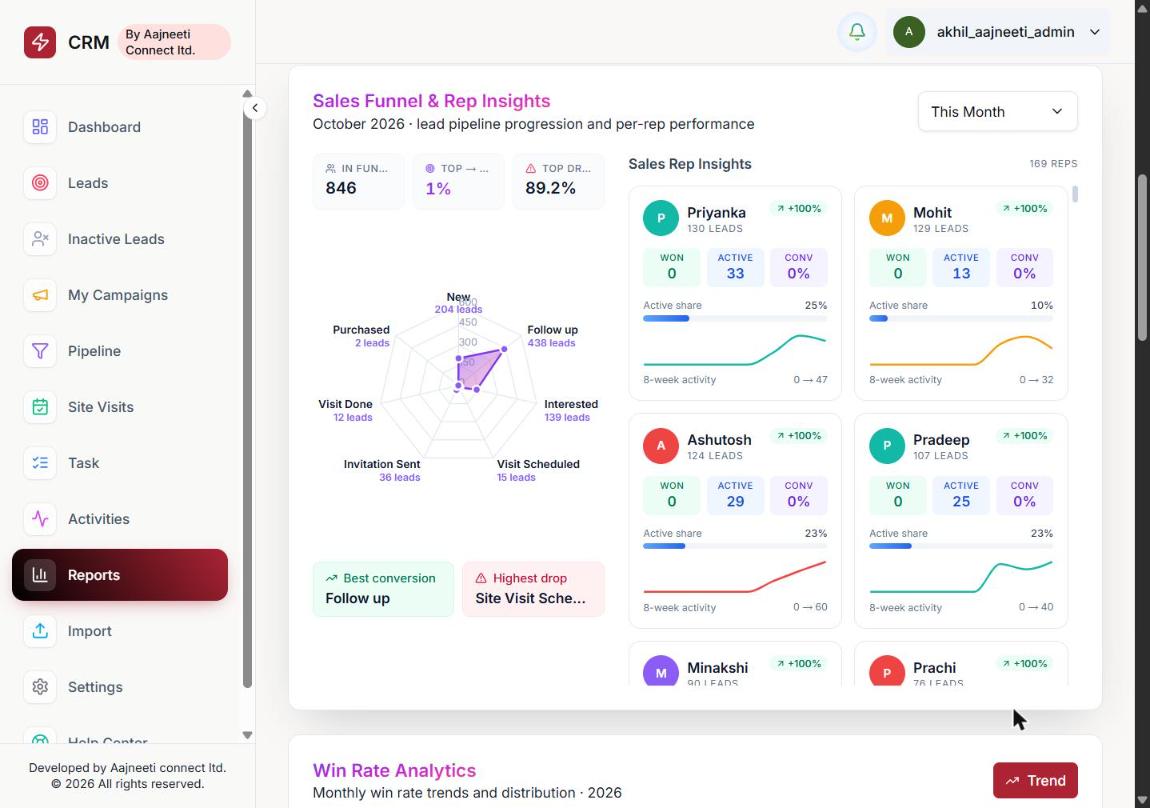 CRM
By Aajneeti
Connect ltd.
akhil_aajneeti_admin
A
Dashboard
Leads
Inactive Leads
My Campaigns
Pipeline
Site Visits
Task
Activities
Reports
Import
Settings
Help Center
Developed by Aajneeti connect ltd.
© 2026 All rights reserved.
Sales Funnel & Rep Insights
October 2026 · lead pipeline progression and per-rep performance
This Month
IN FUN...
846
TOP → ...
1%
TOP DR...
89.2%
New
204 leads
600
450
300
Follow up
438 leads
Interested
139 leads
Visit Scheduled
15 leads
Invitation Sent
36 leads
Visit Done
12 leads
Purchased
2 leads
Best conversion
Follow up
Highest drop
Site Visit Sche...
Sales Rep Insights
169 REPS
P
Priyanka
130 LEADS
+100%
WON
0
ACTIVE
33
CONV
0%
Active share
25%
8-week activity
0 → 47
M
Mohit
129 LEADS
+100%
WON
0
ACTIVE
13
CONV
0%
Active share
10%
8-week activity
0 → 32
A
Ashutosh
124 LEADS
+100%
WON
0
ACTIVE
29
CONV
0%
Active share
23%
8-week activity
0 → 60
P
Pradeep
107 LEADS
+100%
WON
0
ACTIVE
25
CONV
0%
Active share
23%
8-week activity
0 → 40
M
Minakshi
90 LEADS
+100%
P
Prachi
76 LEADS
+100%
Win Rate Analytics
Monthly win rate trends and distribution · 2026
Trend